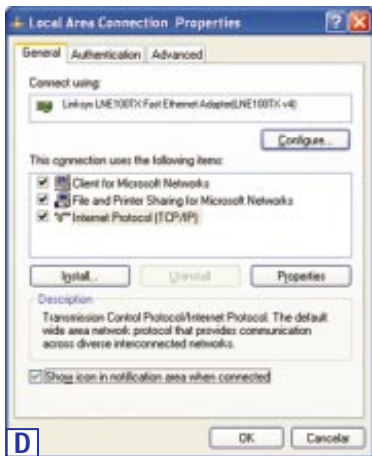 Local Area Connection Properties
General Authentication Advanced
Connect using:
Linksys LNE100TX Fast Ethernet Adapter(LNE100TX v4)
Configure...
This connection uses the following items:
Client for Microsoft Networks
File and Printer Sharing for Microsoft Networks
Internet Protocol (TCP/IP)
Install... Uninstall Properties
Description
Transmission Control Protocol/Internet Protocol. The default
wide area network protocol that provides communication
across diverse interconnected networks.
Show icon in notification area when connected
OK Cancelar
D